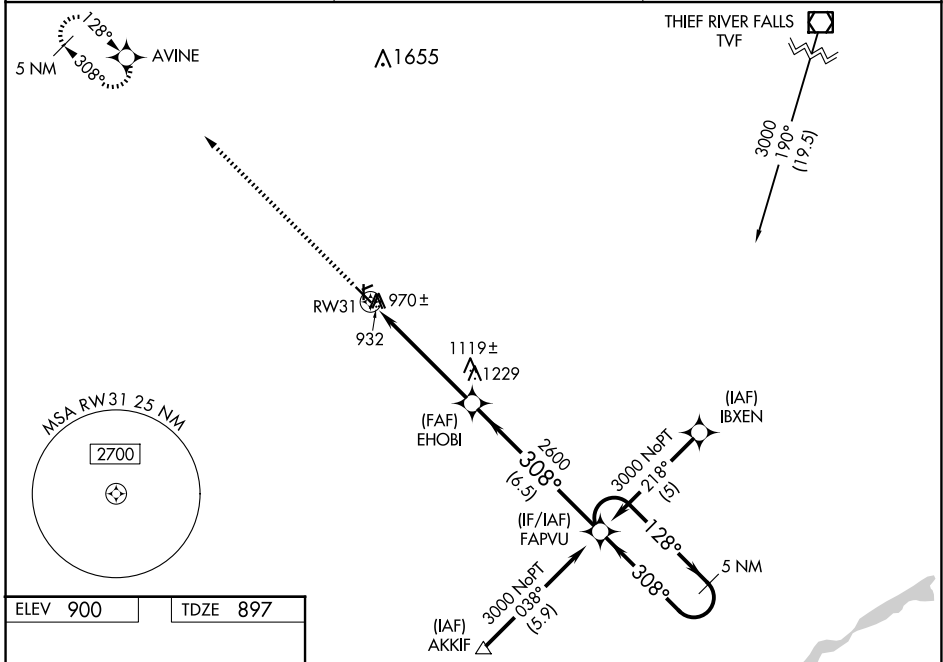 128°
308°
5 NM
AVINE
1655
THIEF RIVER FALLS
TVF
3000
190°
(19.5)
RW31
970±
932
1119±
1229
(FAF)
EHOBI
(IAF)
IBXEN
2600
308°
(6.5)
3000 NoPT
218°
(5)
(IF/IAF)
FAPVU
128°
308°
5 NM
3000 NoPT
038°
(5.9)
(IAF)
AKKIF
MSA RW31 25 NM
2700
ELEV 900
TDZE 897